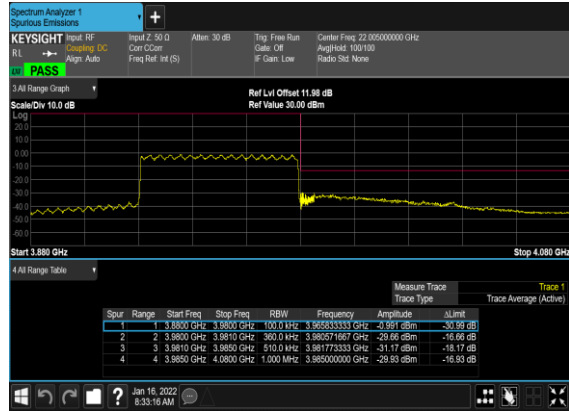 Spectrum Analyzer 1
Spurious Emissions
KEYSIGHT Input: RF Input Z: 50 Ω Atten: 30 dB Trig: Free Run Center Freq: 22.005000000 GHz
RL Coupling: DC Corr CCorr Gate: Off Avg|Hold: 100/100
Align: Auto Freq Ref: Int (S) IF Gain: Low Radio Std: None
PASS
3 All Range Graph
Ref Lvl Offset 11.98 dB
Scale/Div 10.0 dB Ref Value 30.00 dBm
Log
20.0
10.0
0.00
-10.0
-20.0
-30.0
-40.0
-50.0
-60.0
Start 3.880 GHz Stop 4.080 GHz
4 All Range Table
Measure Trace Trace 1
Trace Type Trace Average (Active)
Spur Range Start Freq Stop Freq RBW Frequency Amplitude ΔLimit
1 1 3.8800 GHz 3.9800 GHz 100.0 kHz 3.965833333 GHz -0.991 dBm -30.99 dB
2 2 3.9800 GHz 3.9810 GHz 360.0 kHz 3.980571667 GHz -29.66 dBm -16.66 dB
3 3 3.9810 GHz 3.9850 GHz 510.0 kHz 3.981773333 GHz -31.17 dBm -18.17 dB
4 4 3.9850 GHz 4.0800 GHz 1.000 MHz 3.985000000 GHz -29.93 dBm -16.93 dB
Jan 16, 2022
8:33:16 AM